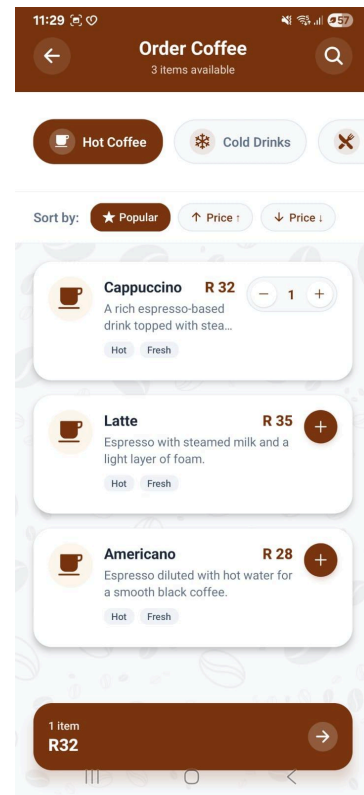 11:29
57
Order Coffee
3 items available
Hot Coffee
Cold Drinks
Sort by:
Popular
↑ Price ↑
↓ Price ↓
Cappuccino R 32
− 1 +
A rich espresso-based
drink topped with stea...
Hot Fresh
Latte R 35
+
Espresso with steamed milk and a
light layer of foam.
Hot Fresh
Americano R 28
+
Espresso diluted with hot water for
a smooth black coffee.
Hot Fresh
1 item
R32